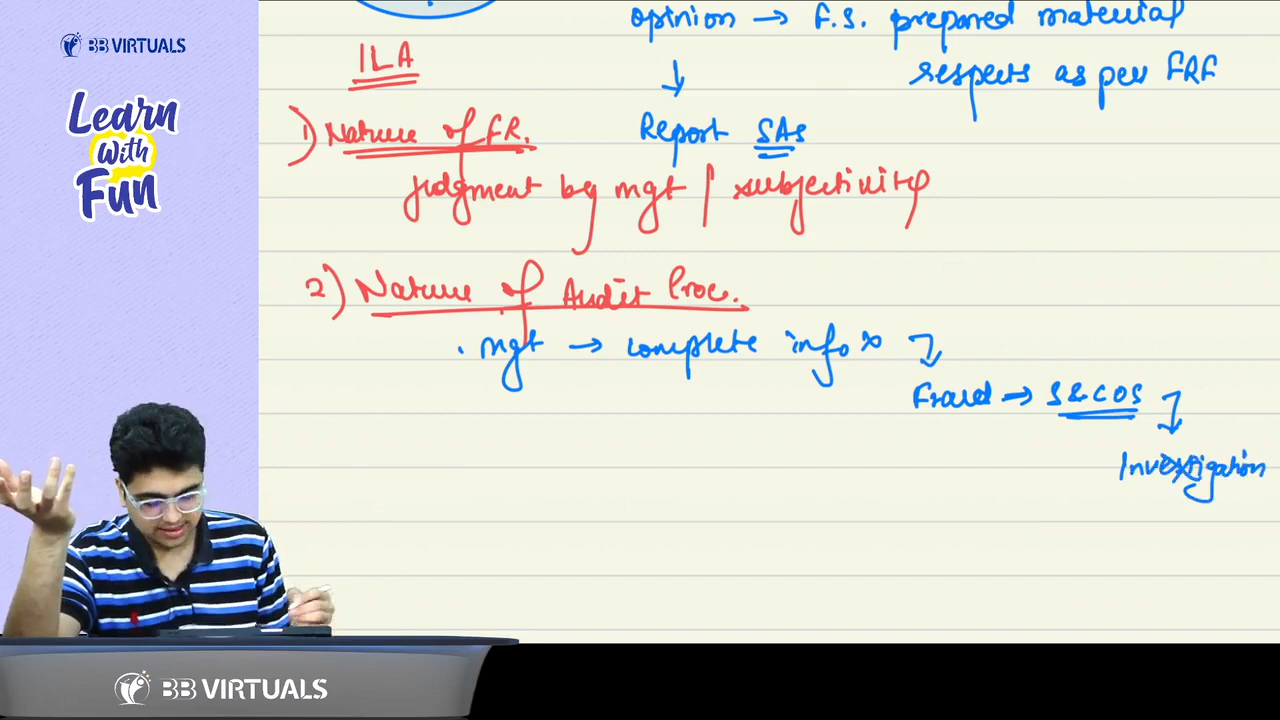 BB VIRTUALS
Learn
With
Fun
opinion → F.S. prepared material
respects as per FRF
↓
Report SAs
ILA
1) Nature of FR.
judgment by mgt / subjectivity
2) Nature of Audit Proc.
. mgt → complete info x
Fraud → S&COS
Investigation
BB VIRTUALS